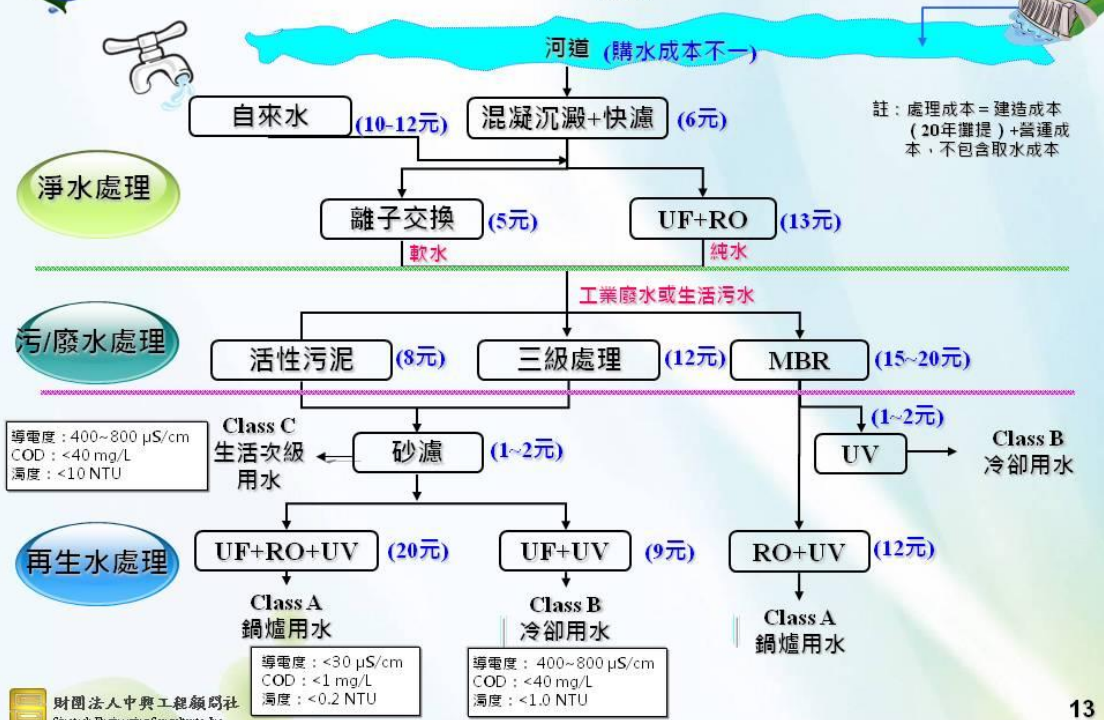 河道 (購水成本不一)
自來水
(10-12元)
混凝沉澱+快濾
(6元)
註：處理成本＝建造成本
（20年攤提）+營運成
本，不包含取水成本
淨水處理
離子交換
(5元)
UF+RO
(13元)
軟水
純水
工業廢水或生活污水
污/廢水處理
活性污泥
(8元)
三級處理
(12元)
MBR
(15~20元)
導電度：400~800 μS/cm
COD：<40 mg/L
濁度：<10 NTU
Class C
生活次級
用水
砂濾
(1~2元)
(1~2元)
UV
Class B
冷卻用水
再生水處理
UF+RO+UV
(20元)
UF+UV
(9元)
RO+UV
(12元)
Class A
鍋爐用水
Class B
冷卻用水
Class A
鍋爐用水
導電度：<30 μS/cm
COD：<1 mg/L
濁度：<0.2 NTU
導電度： 400~800 μS/cm
COD：<40 mg/L
濁度：<1.0 NTU
財團法人中興工程顧問社
13